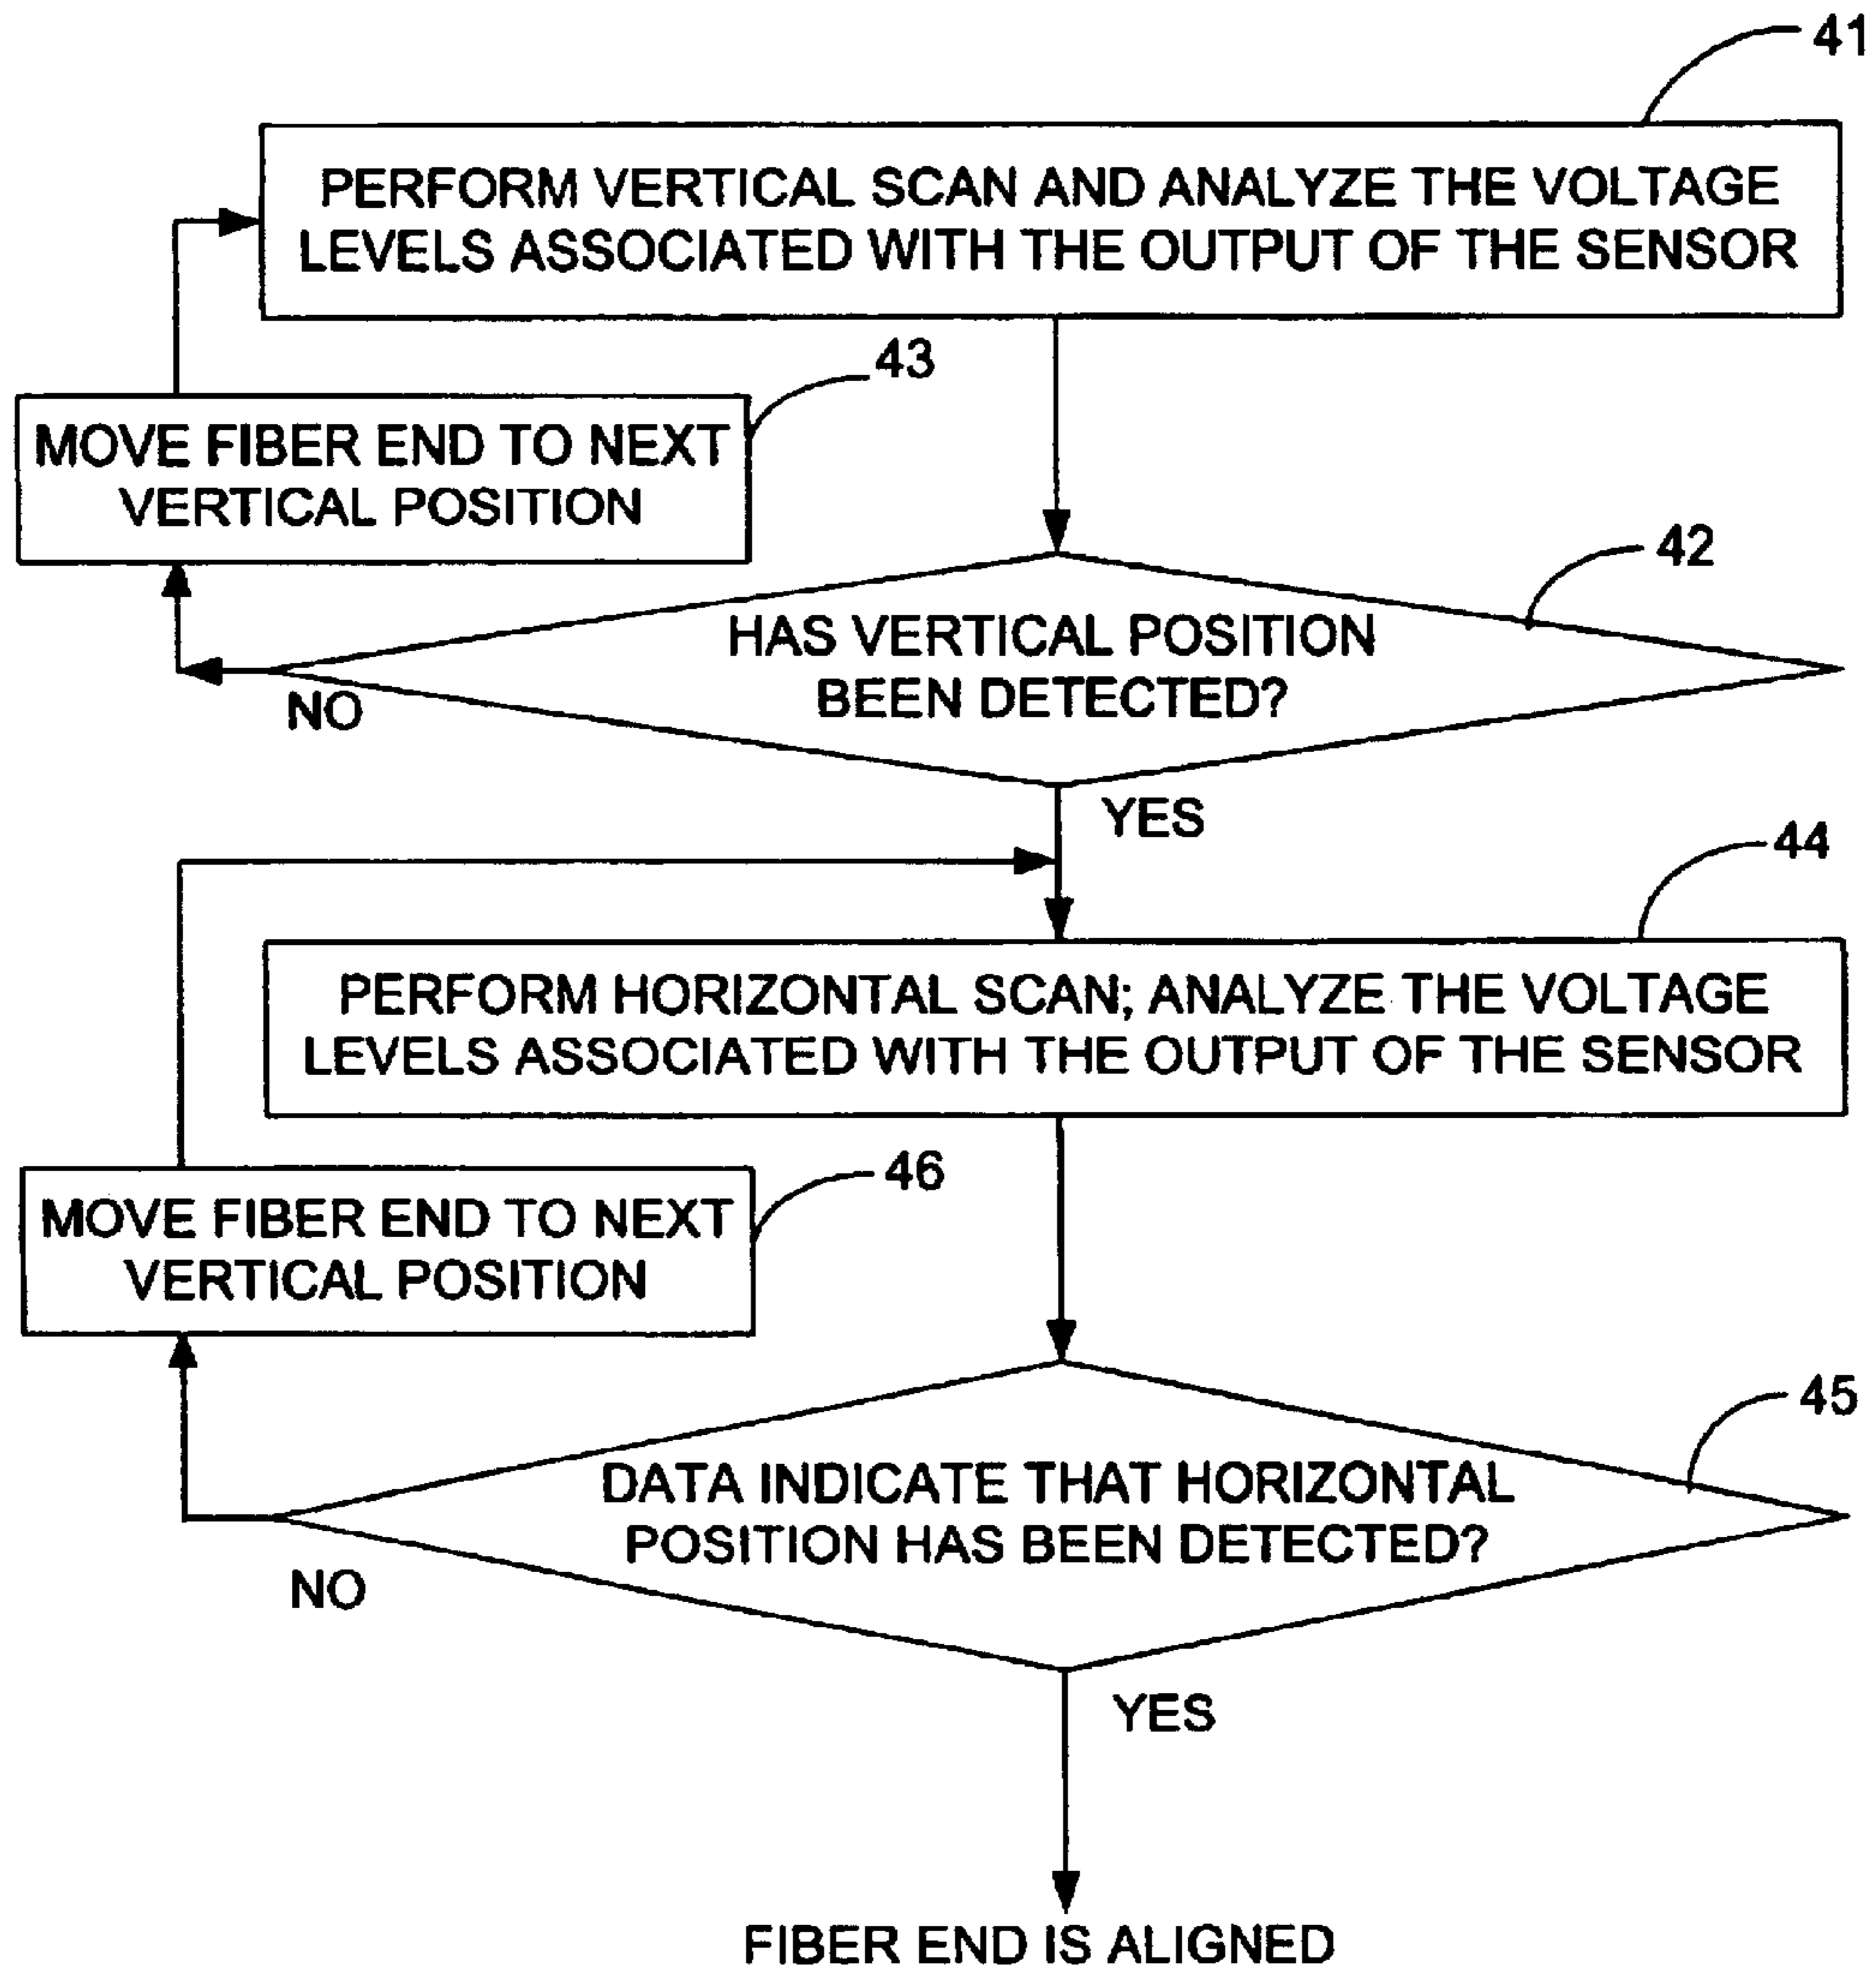 41
PERFORM VERTICAL SCAN AND ANALYZE THE VOLTAGE
LEVELS ASSOCIATED WITH THE OUTPUT OF THE SENSOR
43
MOVE FIBER END TO NEXT
VERTICAL POSITION
42
HAS VERTICAL POSITION
BEEN DETECTED?
NO
YES
44
PERFORM HORIZONTAL SCAN; ANALYZE THE VOLTAGE
LEVELS ASSOCIATED WITH THE OUTPUT OF THE SENSOR
46
MOVE FIBER END TO NEXT
VERTICAL POSITION
45
DATA INDICATE THAT HORIZONTAL
POSITION HAS BEEN DETECTED?
NO
YES
FIBER END IS ALIGNED